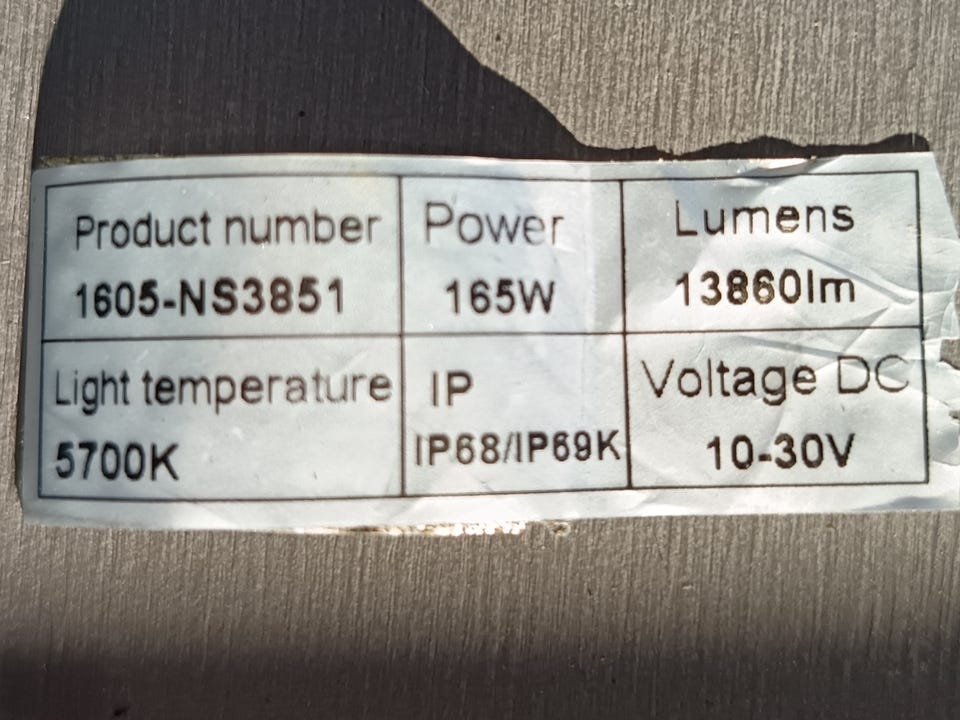 Product number
1605-NS3851
Power
165W
Lumens
13860lm
Light temperature
5700K
IP
IP68/IP69K
Voltage DC
10-30V